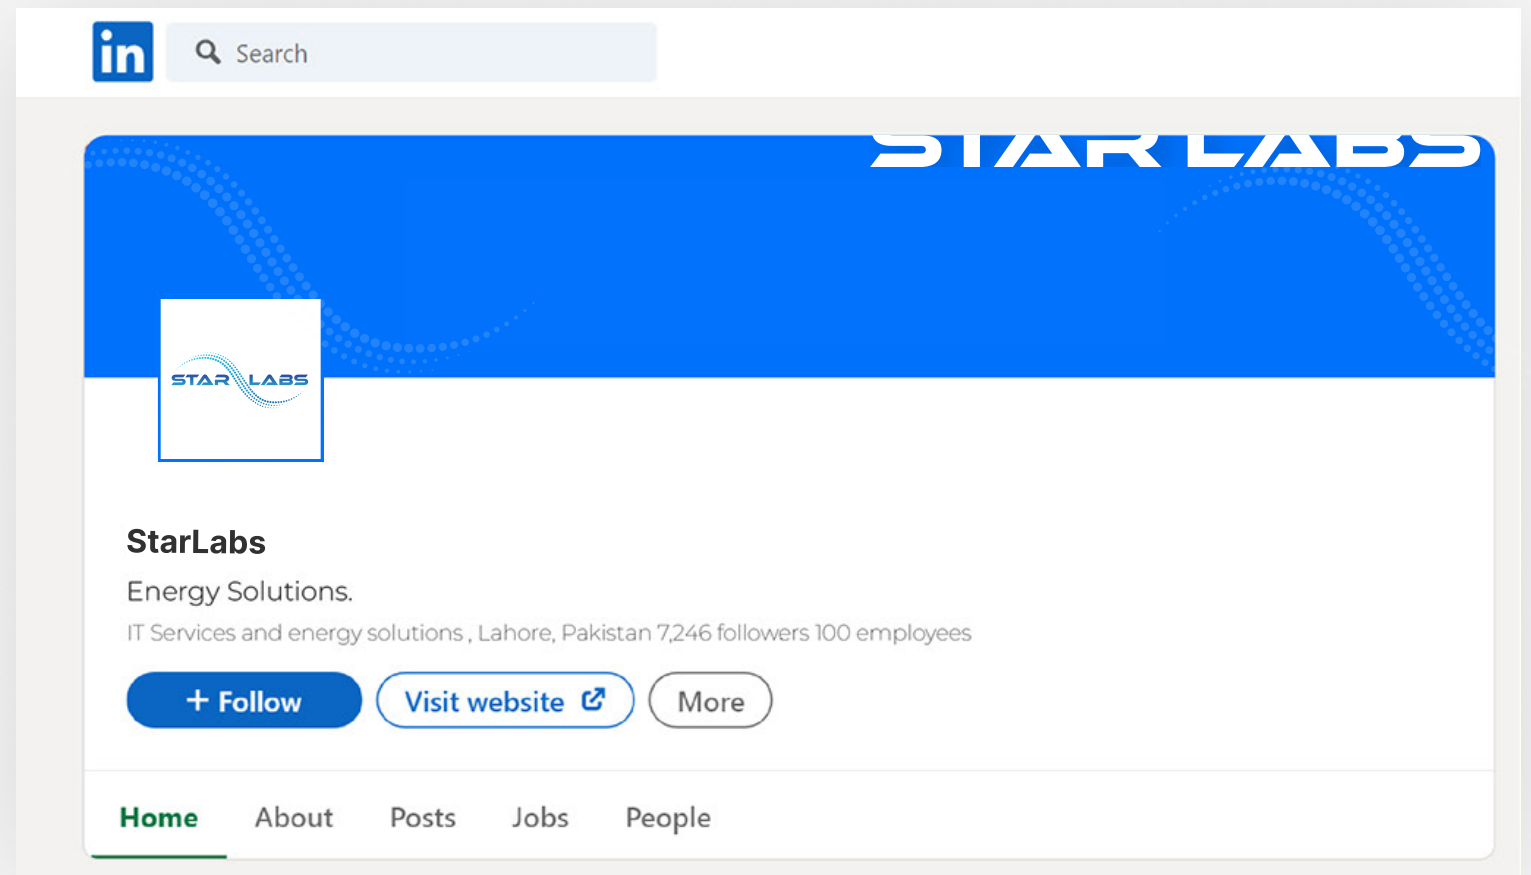 in Search
STAR LABS
STAR LABS
StarLabs
Energy Solutions.
IT Services and energy solutions , Lahore, Pakistan 7,246 followers 100 employees
+ Follow Visit website More
Home About Posts Jobs People